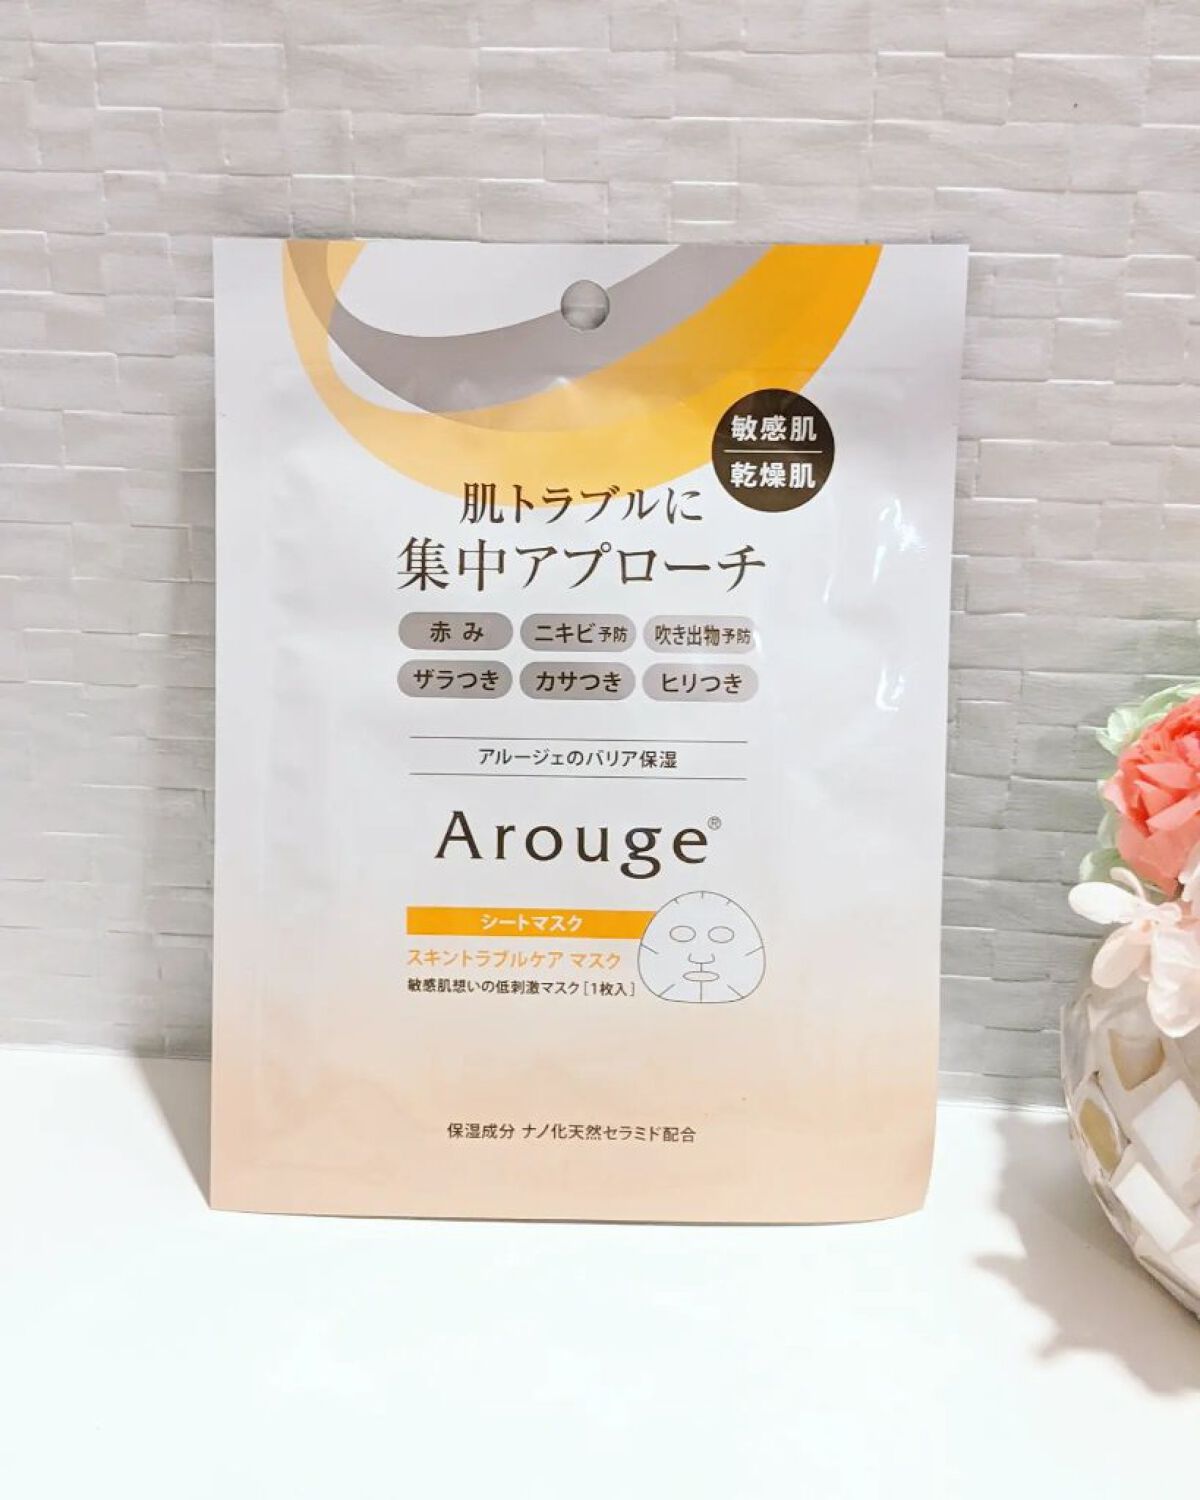 敏感肌
乾燥肌
肌トラブルに
集中アプローチ
赤み ニキビ予防 吹き出物予防
ザラつき カサつき ヒリつき
アルージェのバリア保湿
Arouge®
シートマスク
スキントラブルケア マスク
敏感肌想いの低刺激マスク[1枚入]
保湿成分 ナノ化天然セラミド配合